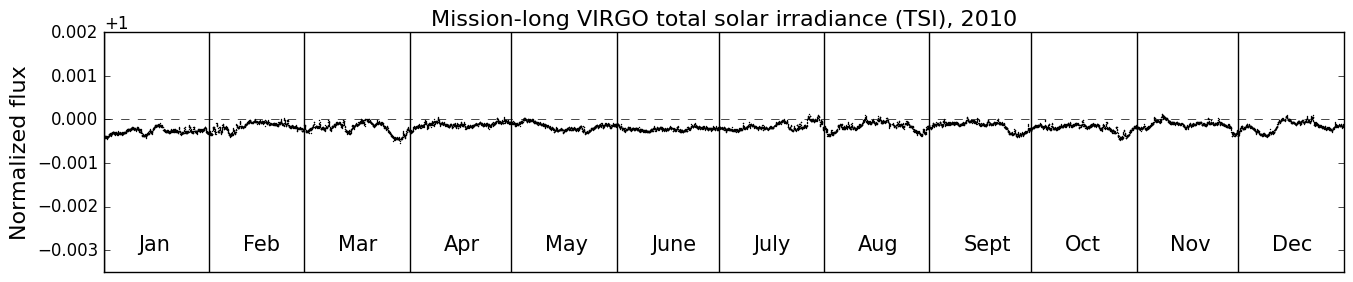 Mission-long VIRGO total solar irradiance (TSI), 2010
+1
0.002
0.001
0.000
−0.001
−0.002
−0.003
Normalized flux
Jan Feb Mar Apr May June July Aug Sept Oct Nov Dec